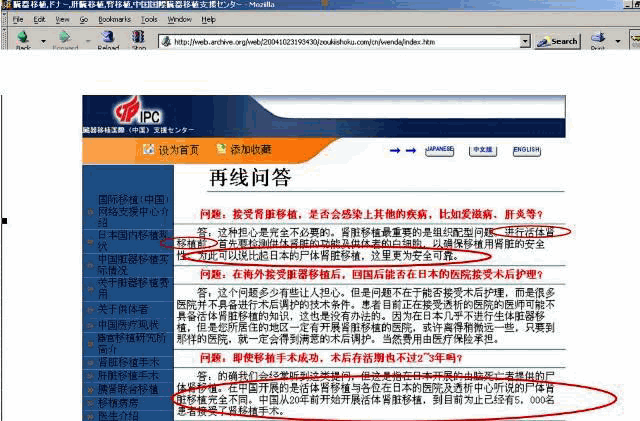 臓器移植,ドナー,肝臓移植,腎移植,中国国際臓器移植支援センター - Mozilla
File Edit View Go Bookmarks Tools Window Help
Back Forward Reload Stop http://web.archive.org/web/20041023193430/zoukiishoku.com/cn/wenda/index.htm Search Print
IPC
臓器移植国際(中国)支援センター
设为首页 添加收藏 JAPANESE 中文版 ENGLISH
国际移植(中国)
网络支援中心介绍
日本国内移植现状
中国脏器移植实际情况
关于脏器移植费用
关于供体者
中国医疗现状
器官移植研究所简介
肾脏移植手术
肝脏移植手术
胰肾联合移植
移植病房
医生介绍
再线问答
问题：接受肾脏移植，是否会感染上其他的疾病，比如爱滋病、肝炎等?
答：这种担心是完全不必要的。肾脏移植最重要的是组织配型问题，进行活体肾
移植前，首先要检测供体肾脏的功能及供体者的白细胞，以确保移植用肾脏的安全
性。为此可以说比起日本的尸体肾脏移植，这里更为安全可靠。
问题：在海外接受脏器移植后，回国后能否在日本的医院接受术后护理?
答：这个问题多少有些让人担心。但是问题不在于能否接受术后护理，而是很多
医院并不具备进行术后调护的技术条件。患者目前正在接受透析的医院的医师可能不
具备活体肾脏移植的知识，这也是没有办法的。因为在日本几乎不进行生体脏器移
植，但是您所居住的地区一定有开展肾脏移植的医院，或许离得稍微远一些，只要到
那样的医院，就一定会得到满意的术后调护。当然费用由医疗保险承担。
问题：即使移植手术成功，术后存活期也不过2~3年吗?
答：的确我们会经常听到这类提问，但这是指在日本开展的由脑死亡者提供的尸
体肾移植。在中国开展的是活体肾移植与各位在日本的医院及透析中心听说的尸体肾
脏移植完全不同。中国从20年前开始开展活体肾脏移植，到目前为止已经有5，000名
患者接受了肾移植手术。